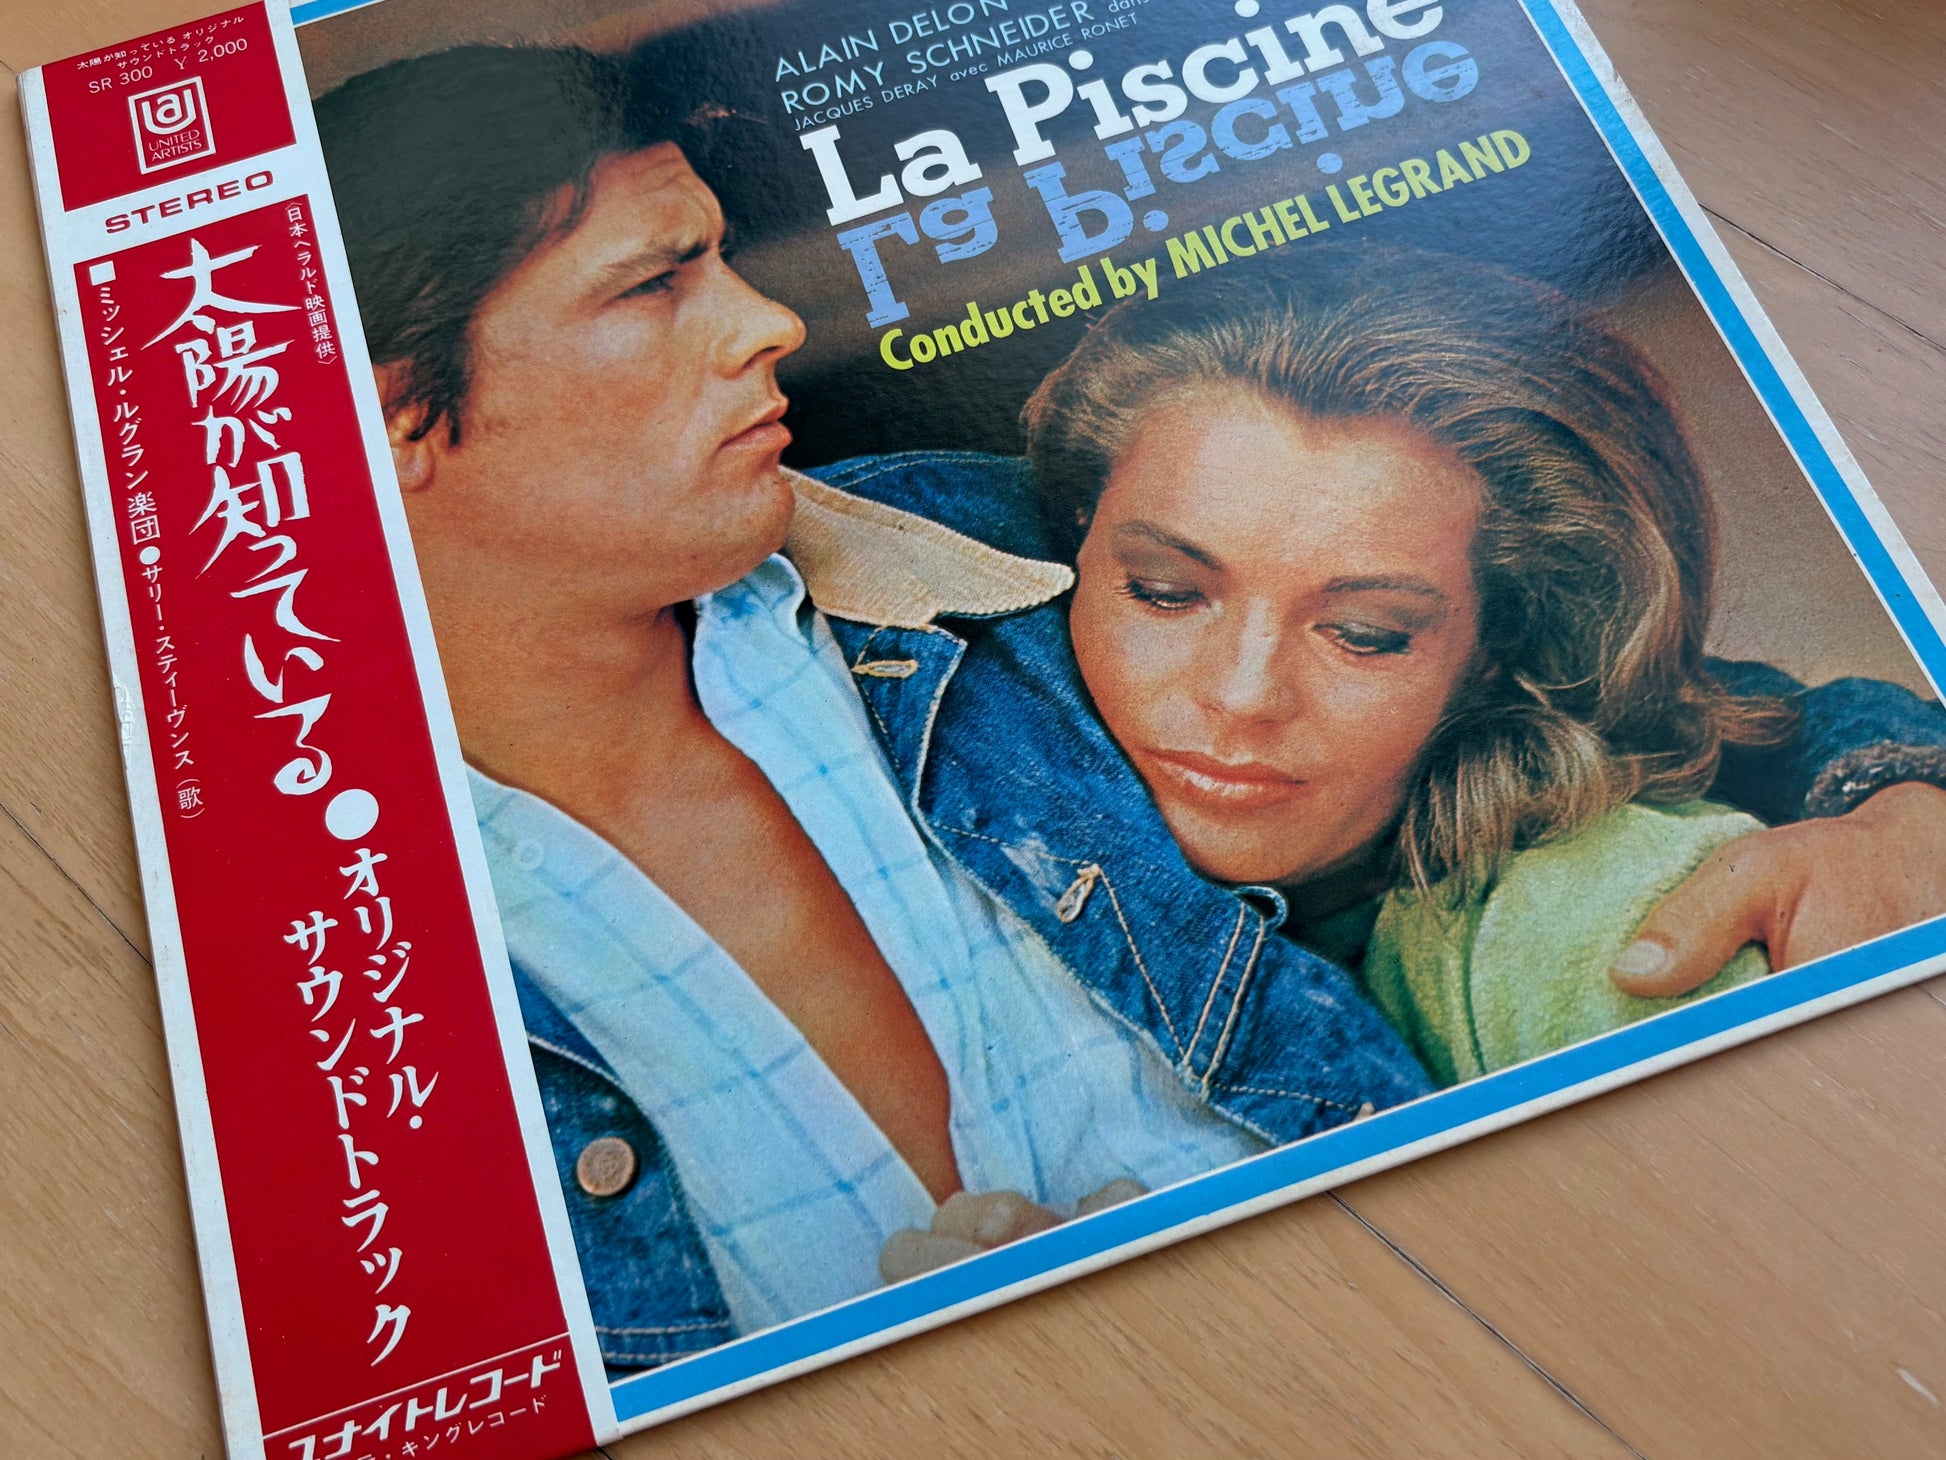 太陽が知っている オリジナル
サウンドトラック
SR 300 ¥ 2,000
UA
UNITED
ARTISTS
STEREO
〈日本ヘラルド映画提供〉
太陽が知っている●オリジナル・
サウンドトラック
■ミッシェル・ルグラン楽団●サリー・スティーヴンス（歌）
ユナイトレコード
キングレコード
ALAIN DELON
ROMY SCHNEIDER dans
JACQUES DERAY avec MAURICE RONET
La Piscine
La Piscine
Conducted by MICHEL LEGRAND